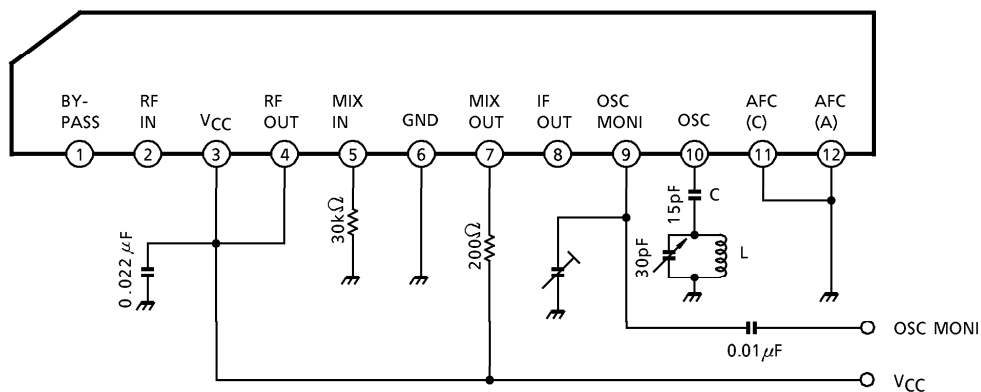 BY-
PASS
RF
IN
VCC
RF
OUT
MIX
IN
GND
MIX
OUT
IF
OUT
OSC
MONI
OSC
AFC
(C)
AFC
(A)
1
2
3
4
5
6
7
8
9
10
11
12
0.022 μF
30kΩ
200Ω
15pF
C
30pF
L
OSC MONI
0.01μF
VCC